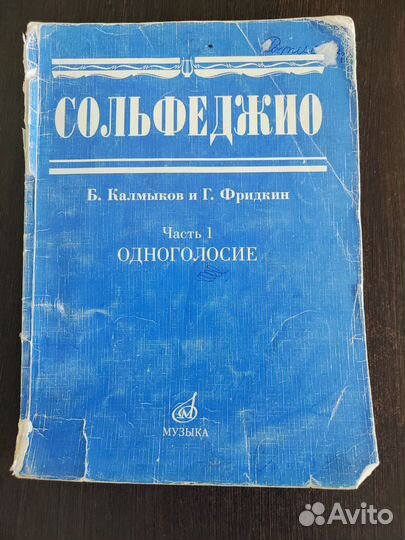 СОЛЬФЕДЖИО
Б. Калмыков и Г. Фридкин
Часть 1
ОДНОГОЛОСИЕ
МУЗЫКА
Avito